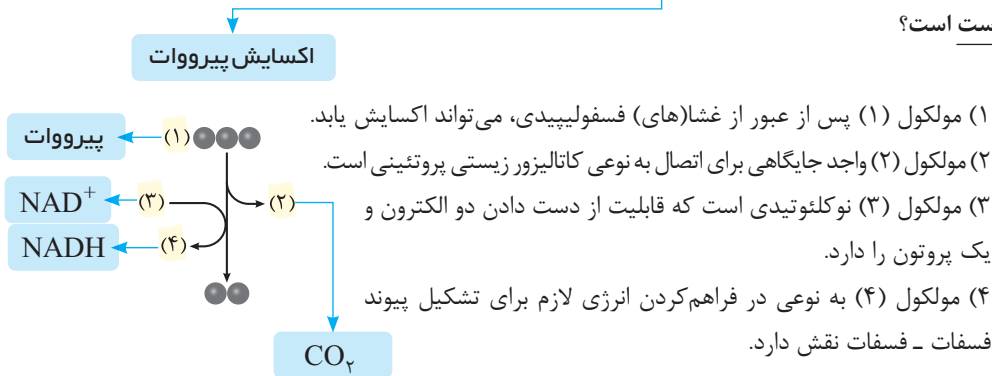 ست است؟
اکسایش پیرووات
۱) مولکول (۱) پس از عبور از غشا(های) فسفولیپیدی، می‌تواند اکسایش یابد.
۲) مولکول (۲) واجد جایگاهی برای اتصال به نوعی کاتالیزور زیستی پروتئینی است.
۳) مولکول (۳) نوکلئوتیدی است که قابلیت از دست دادن دو الکترون و
یک پروتون را دارد.
۴) مولکول (۴) به نوعی در فراهم‌کردن انرژی لازم برای تشکیل پیوند
فسفات ـ فسفات نقش دارد.
پیرووات
(۱)
(۲)
NAD⁺
(۳)
NADH
(۴)
CO۲